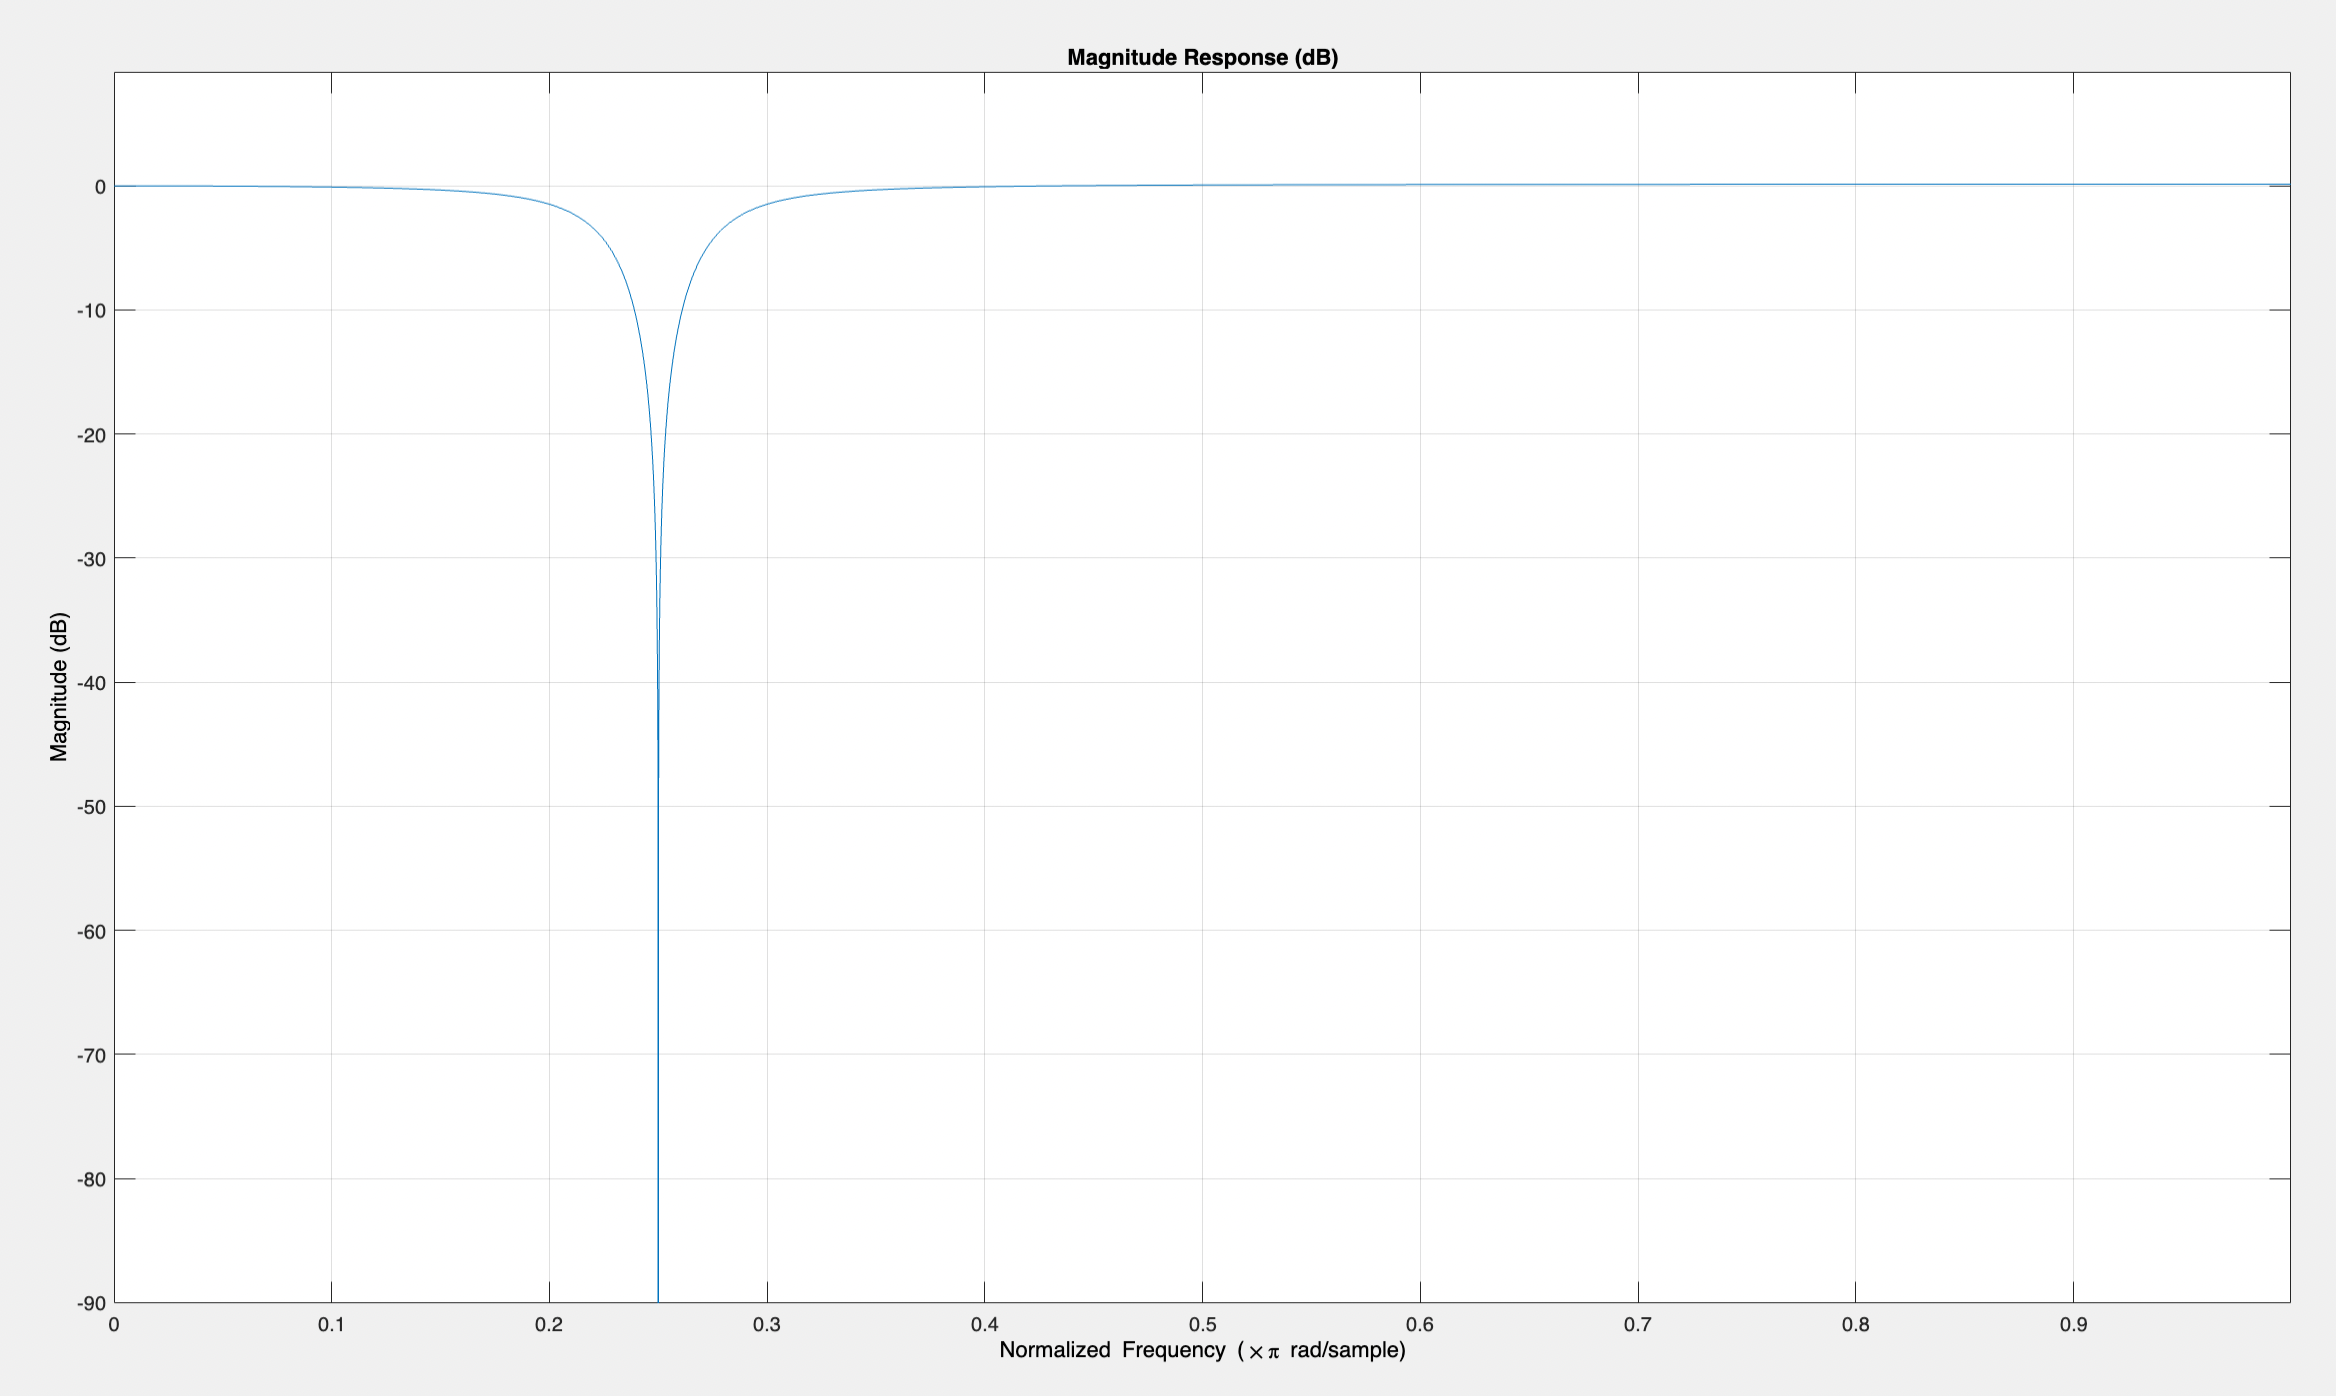 Magnitude Response (dB)
Magnitude (dB)
0
-10
-20
-30
-40
-50
-60
-70
-80
-90
0 0.1 0.2 0.3 0.4 0.5 0.6 0.7 0.8 0.9
Normalized Frequency (×π rad/sample)